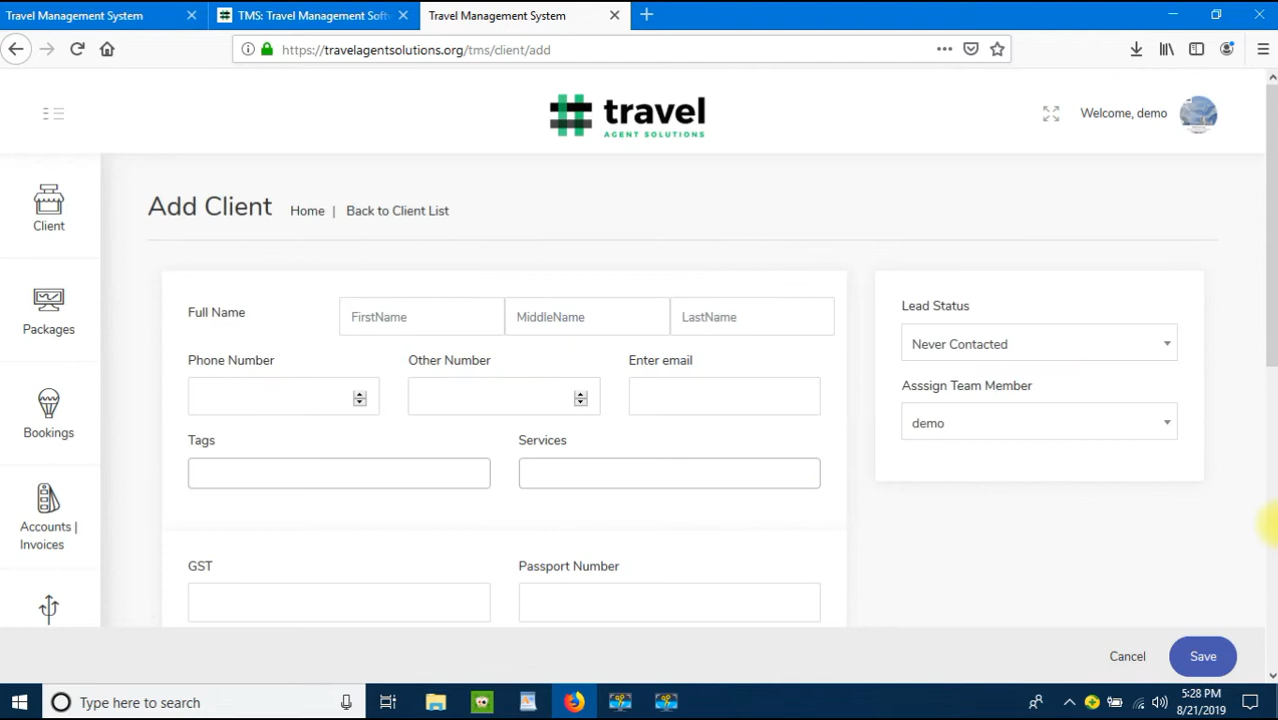 Travel Management System
TMS: Travel Management Soft
Travel Management System
https://travelagentsolutions.org/tms/client/add
travel
AGENT SOLUTIONS
Welcome, demo
Client
Packages
Bookings
Accounts |
Invoices
Add Client
Home | Back to Client List
Full Name
FirstName
MiddleName
LastName
Phone Number
Other Number
Enter email
Tags
Services
GST
Passport Number
Lead Status
Never Contacted
Asssign Team Member
demo
Cancel
Save
Type here to search
5:28 PM
8/21/2019